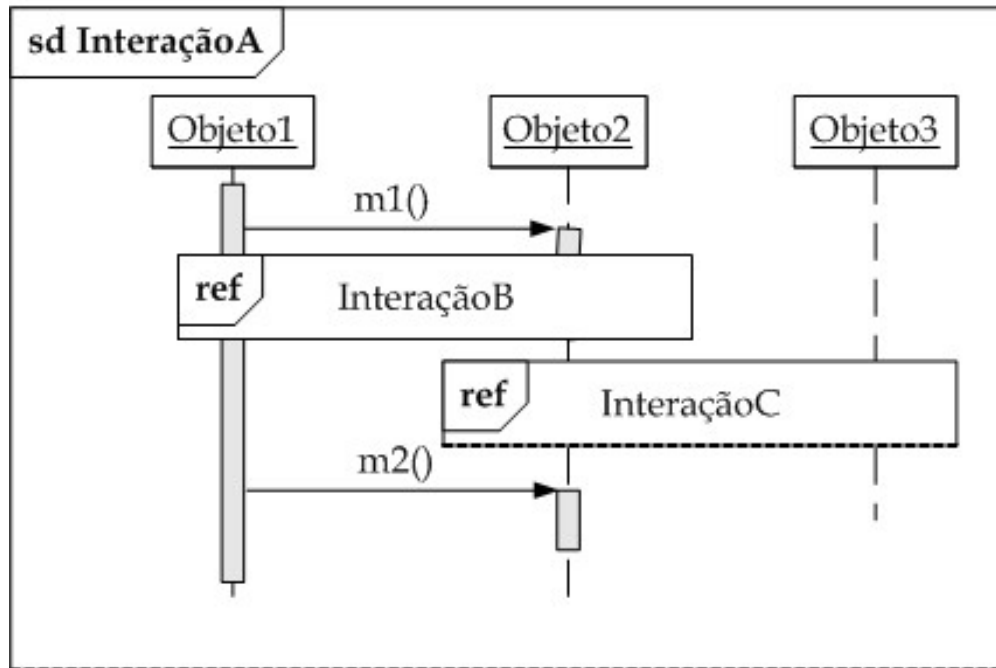 sd InteraçãoA
Objeto1
Objeto2
Objeto3
m1()
ref
InteraçãoB
ref
InteraçãoC
m2()